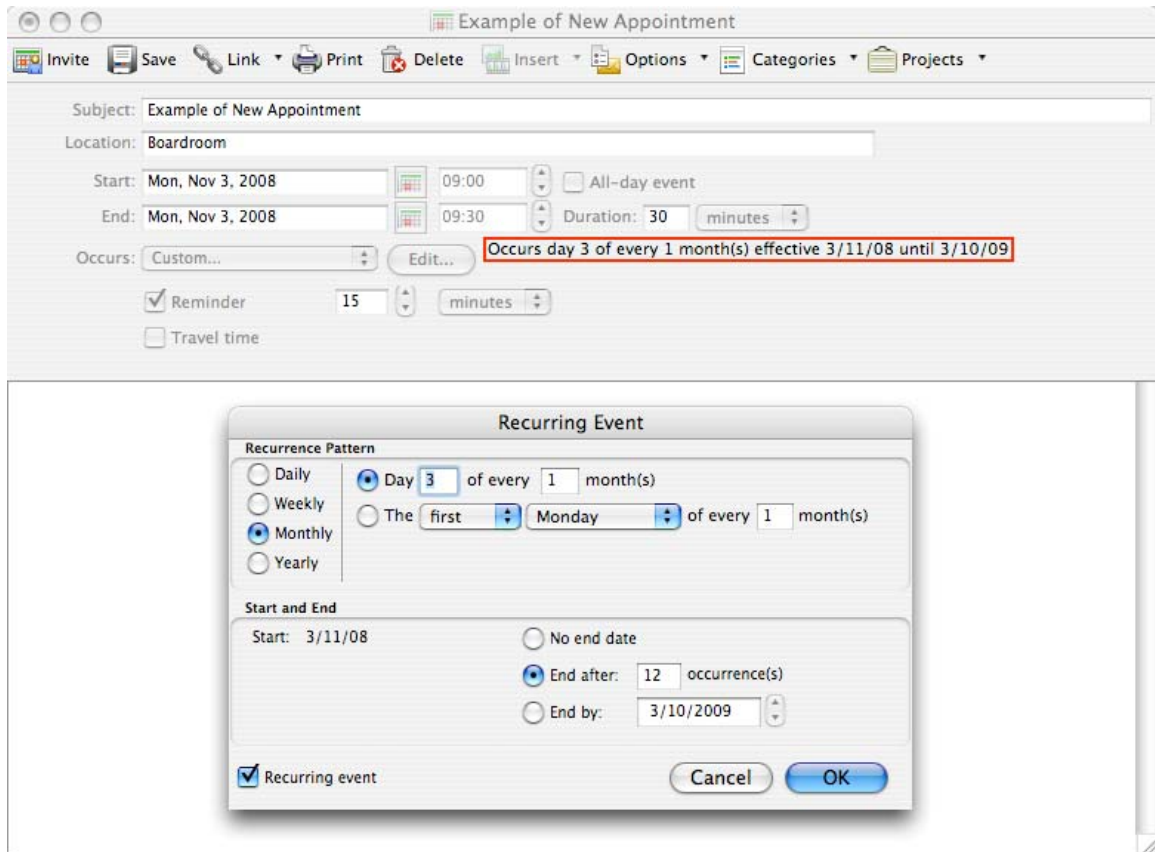 Example of New Appointment
Invite Save Link Print Delete Insert Options Categories Projects
Subject: Example of New Appointment
Location: Boardroom
Start: Mon, Nov 3, 2008 09:00 All-day event
End: Mon, Nov 3, 2008 09:30 Duration: 30 minutes
Occurs: Custom... Edit... Occurs day 3 of every 1 month(s) effective 3/11/08 until 3/10/09
Reminder 15 minutes
Travel time
Recurring Event
Recurrence Pattern
Daily Day 3 of every 1 month(s)
Weekly The first Monday of every 1 month(s)
Monthly
Yearly
Start and End
Start: 3/11/08 No end date
End after: 12 occurrence(s)
End by: 3/10/2009
Recurring event Cancel OK